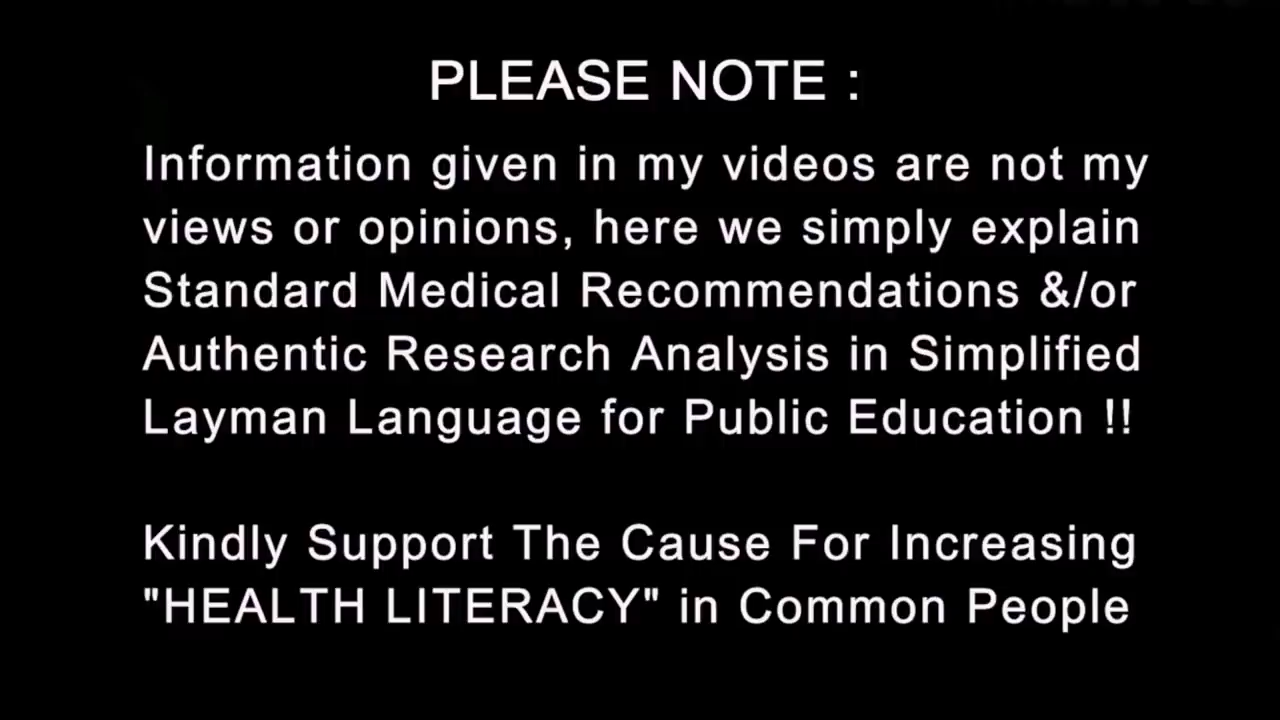 PLEASE NOTE :
Information given in my videos are not my
views or opinions, here we simply explain
Standard Medical Recommendations &/or
Authentic Research Analysis in Simplified
Layman Language for Public Education !!
Kindly Support The Cause For Increasing
"HEALTH LITERACY" in Common People